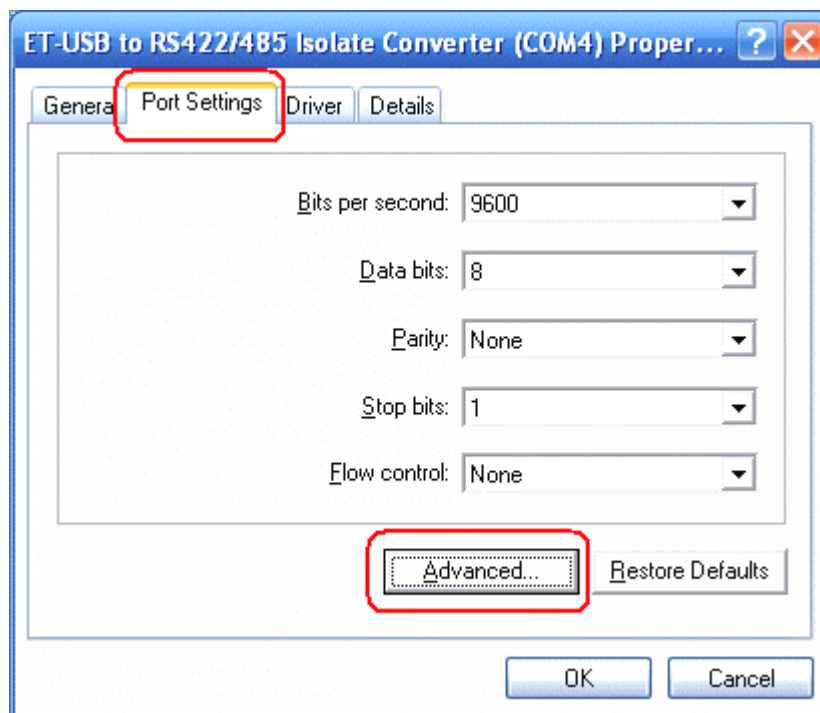 ET-USB to RS422/485 Isolate Converter (COM4) Proper... ?
Genera Port Settings Driver Details
Bits per second: 9600
Data bits: 8
Parity: None
Stop bits: 1
Flow control: None
Advanced... Restore Defaults
OK Cancel